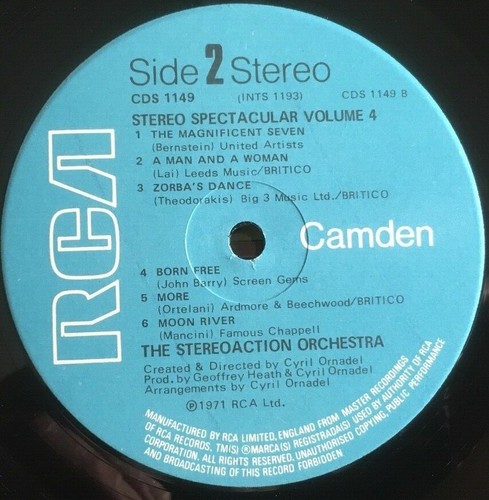 Side 2 Stereo
CDS 1149 (INTS 1193) CDS 1149 B
STEREO SPECTACULAR VOLUME 4
1 THE MAGNIFICENT SEVEN
(Bernstein) United Artists
2 A MAN AND A WOMAN
(Lai) Leeds Music/BRITICO
3 ZORBA'S DANCE
(Theodorakis) Big 3 Music Ltd./BRITICO
RCA
Camden
4 BORN FREE
(John Barry) Screen Gems
5 MORE
(Ortelani) Ardmore & Beechwood/BRITICO
6 MOON RIVER
(Mancini) Famous Chappell
THE STEREOACTION ORCHESTRA
Created & Directed by Cyril Ornadel
Prod. by Geoffrey Heath & Cyril Ornadel
Arrangements by Cyril Ornadel
℗1971 RCA Ltd.
MANUFACTURED BY RCA LIMITED, ENGLAND FROM MASTER RECORDINGS
OF RCA RECORDS. TM(S) ® MARCA(S) REGISTRADA(S) USED BY AUTHORITY OF RCA
CORPORATION. ALL RIGHTS RESERVED. UNAUTHORISED COPYING, PUBLIC PERFORMANCE
AND BROADCASTING OF THIS RECORD FORBIDDEN